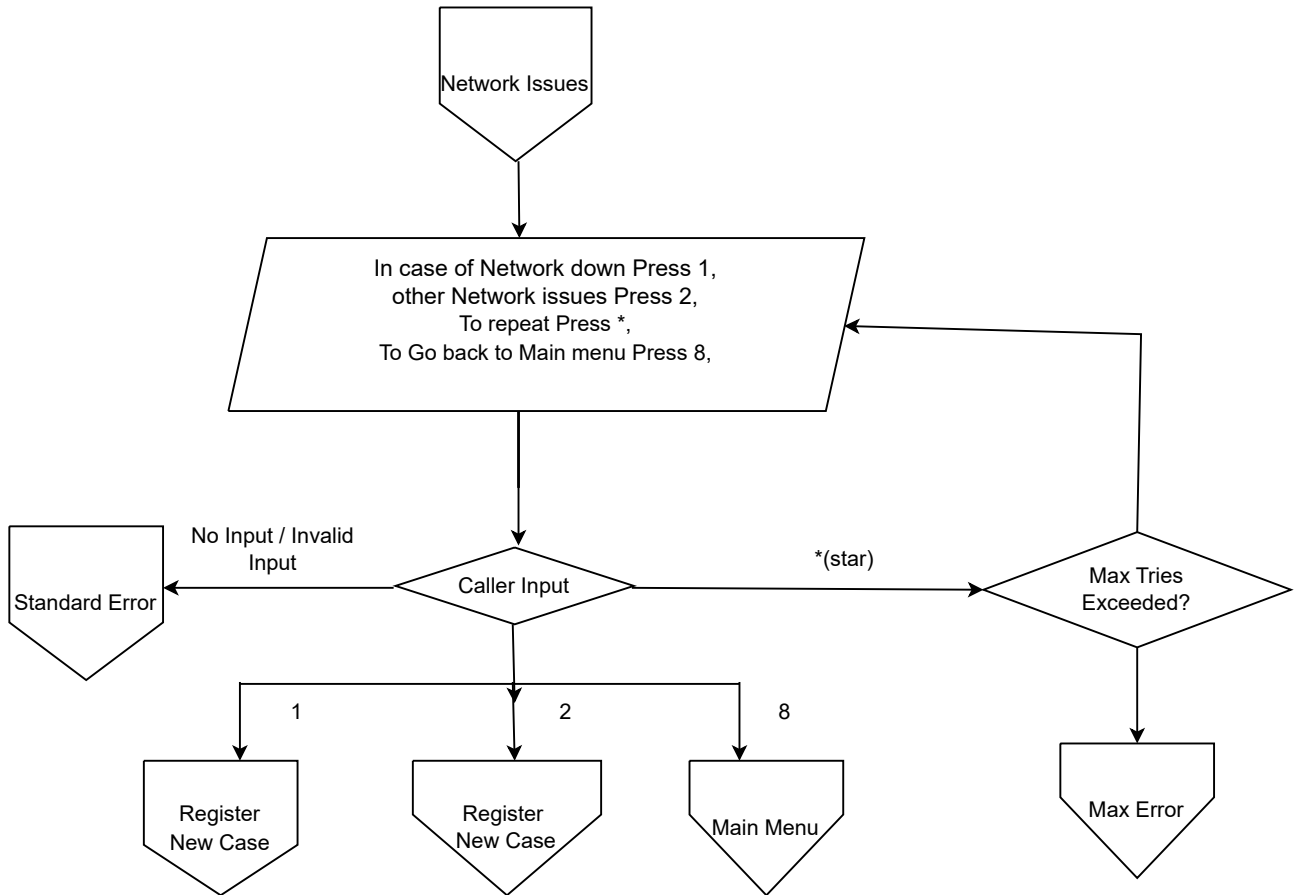 Network Issues
In case of Network down Press 1,
other Network issues Press 2,
To repeat Press *,
To Go back to Main menu Press 8,
No Input / Invalid
Input
*(star)
Standard Error
Caller Input
Max Tries
Exceeded?
1
2
8
Register
New Case
Register
New Case
Main Menu
Max Error